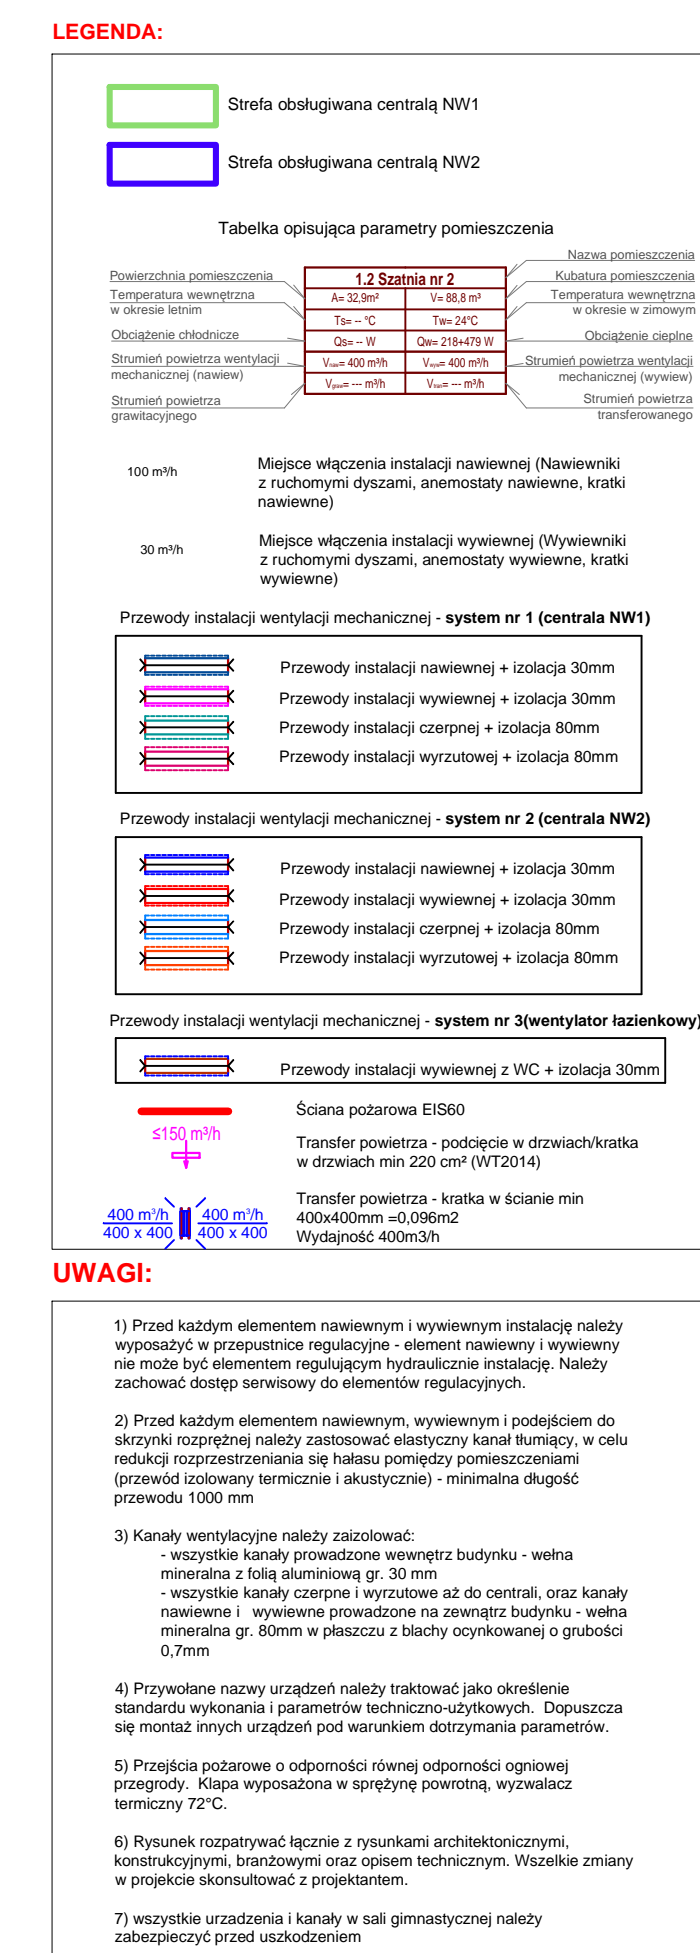 LEGENDA:
Strefa obsługiwana centralą NW1
Strefa obsługiwana centralą NW2
Tabelka opisująca parametry pomieszczenia
Nazwa pomieszczenia
Powierzchnia pomieszczenia
1.2 Szatnia nr 2
Kubatura pomieszczenia
Temperatura wewnętrzna
w okresie letnim
A= 32,9m² V= 88,8 m³
Temperatura wewnętrzna
w okresie w zimowym
Ts= -- °C Tw= 24°C
Obciążenie chłodnicze
Qs= -- W Qw= 218+479 W
Obciążenie cieplne
Strumień powietrza wentylacji
mechanicznej (nawiew)
Vnaw= 400 m³/h Vwyw= 400 m³/h
Strumień powietrza wentylacji
mechanicznej (wywiew)
Vgraw= --- m³/h Vtran= --- m³/h
Strumień powietrza
grawitacyjnego
Strumień powietrza
transferowanego
100 m³/h
Miejsce włączenia instalacji nawiewnej (Nawiewniki
z ruchomymi dyszami, anemostaty nawiewne, kratki
nawiewne)
30 m³/h
Miejsce włączenia instalacji wywiewnej (Wywiewniki
z ruchomymi dyszami, anemostaty wywiewne, kratki
wywiewne)
Przewody instalacji wentylacji mechanicznej - system nr 1 (centrala NW1)
Przewody instalacji nawiewnej + izolacja 30mm
Przewody instalacji wywiewnej + izolacja 30mm
Przewody instalacji czerpnej + izolacja 80mm
Przewody instalacji wyrzutowej + izolacja 80mm
Przewody instalacji wentylacji mechanicznej - system nr 2 (centrala NW2)
Przewody instalacji nawiewnej + izolacja 30mm
Przewody instalacji wywiewnej + izolacja 30mm
Przewody instalacji czerpnej + izolacja 80mm
Przewody instalacji wyrzutowej + izolacja 80mm
Przewody instalacji wentylacji mechanicznej - system nr 3(wentylator łazienkowy)
Przewody instalacji wywiewnej z WC + izolacja 30mm
Ściana pożarowa EIS60
≤150 m³/h
Transfer powietrza - podcięcie w drzwiach/kratka
w drzwiach min 220 cm² (WT2014)
400 m³/h 400 m³/h
400 x 400 400 x 400
Transfer powietrza - kratka w ścianie min
400x400mm =0,096m2
Wydajność 400m3/h
UWAGI:
1) Przed każdym elementem nawiewnym i wywiewnym instalację należy
wyposażyć w przepustnice regulacyjne - element nawiewny i wywiewny
nie może być elementem regulującym hydraulicznie instalację. Należy
zachować dostęp serwisowy do elementów regulacyjnych.
2) Przed każdym elementem nawiewnym, wywiewnym i podejściem do
skrzynki rozprężnej należy zastosować elastyczny kanał tłumiący, w celu
redukcji rozprzestrzeniania się hałasu pomiędzy pomieszczeniami
(przewód izolowany termicznie i akustycznie) - minimalna długość
przewodu 1000 mm
3) Kanały wentylacyjne należy zaizolować:
- wszystkie kanały prowadzone wewnętrz budynku - wełna
mineralna z folią aluminiową gr. 30 mm
- wszystkie kanały czerpne i wyrzutowe aż do centrali, oraz kanały
nawiewne i wywiewne prowadzone na zewnątrz budynku - wełna
mineralna gr. 80mm w płaszczu z blachy ocynkowanej o grubości
0,7mm
4) Przywołane nazwy urządzeń należy traktować jako określenie
standardu wykonania i parametrów techniczno-użytkowych. Dopuszcza
się montaż innych urządzeń pod warunkiem dotrzymania parametrów.
5) Przejścia pożarowe o odporności równej odporności ogniowej
przegrody. Klapa wyposażona w sprężynę powrotną, wyzwalacz
termiczny 72°C.
6) Rysunek rozpatrywać łącznie z rysunkami architektonicznymi,
konstrukcyjnymi, branżowymi oraz opisem technicznym. Wszelkie zmiany
w projekcie skonsultować z projektantem.
7) wszystkie urzadzenia i kanały w sali gimnastycznej należy
zabezpieczyć przed uszkodzeniem